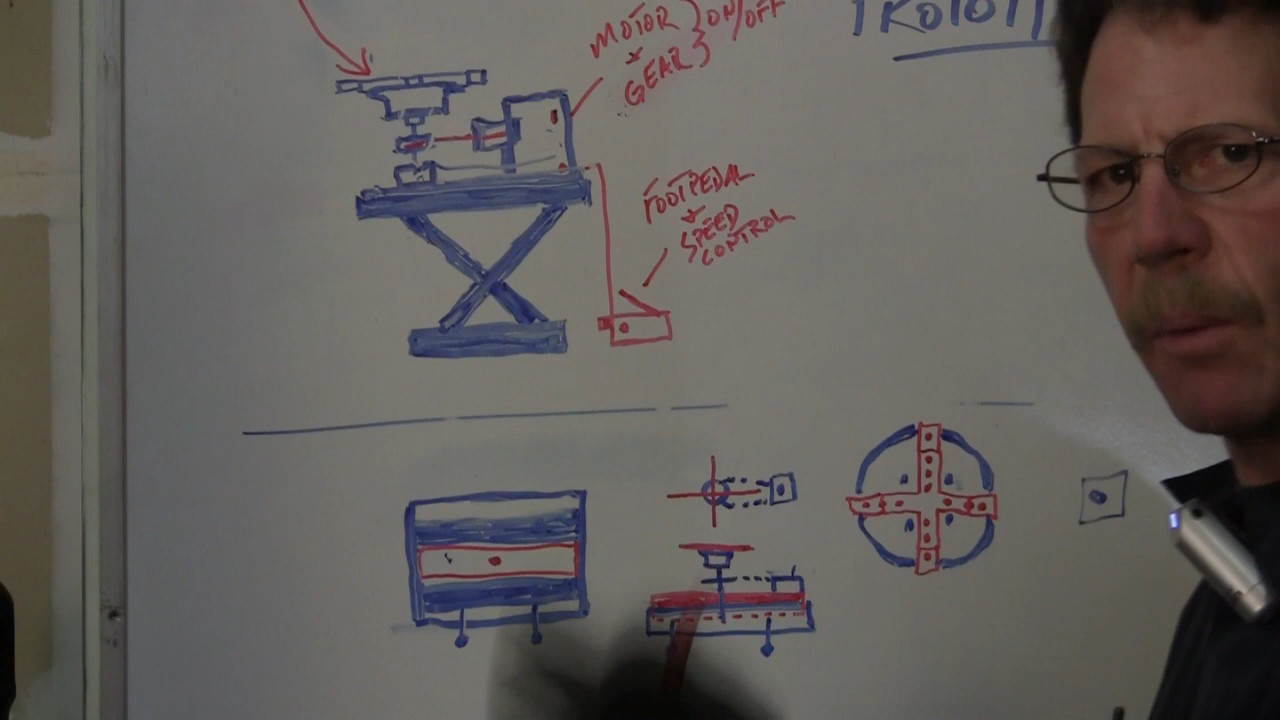 MOTOR
+
GEAR
ON/OFF
FOOTPEDAL
+
SPEED
CONTROL